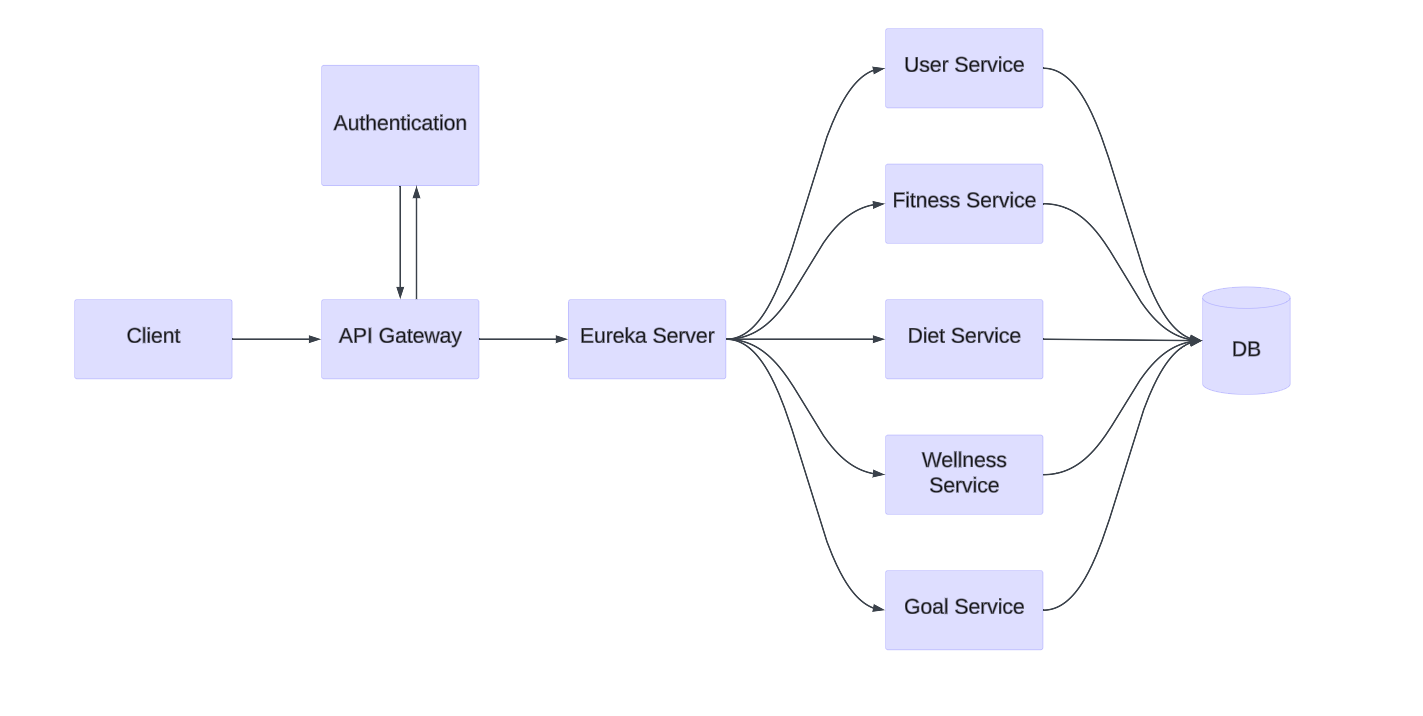 User Service
Authentication
Fitness Service
Client
API Gateway
Eureka Server
Diet Service
DB
Wellness
Service
Goal Service